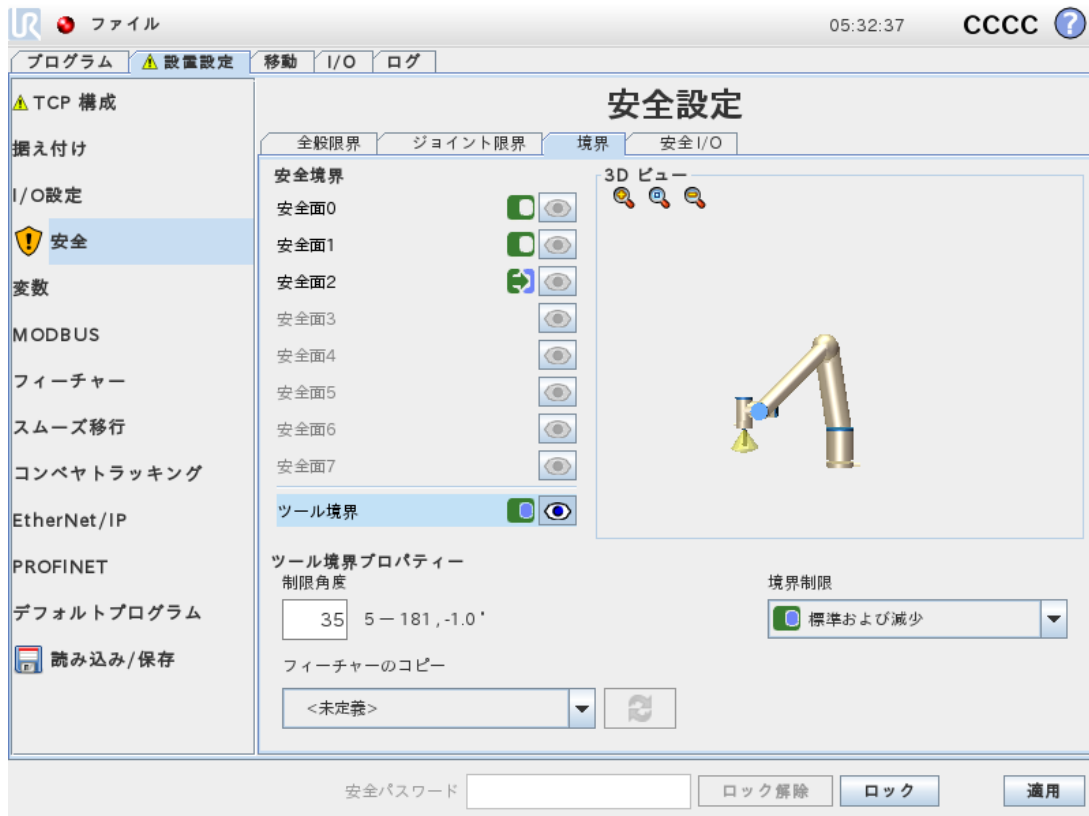 UR ファイル 05:32:37 CCCC ?
プログラム 設置設定 移動 I/O ログ
TCP 構成
据え付け
I/O設定
安全
変数
MODBUS
フィーチャー
スムーズ移行
コンベヤトラッキング
EtherNet/IP
PROFINET
デフォルトプログラム
読み込み/保存
安全設定
全般限界 ジョイント限界 境界 安全I/O
安全境界
安全面0
安全面1
安全面2
安全面3
安全面4
安全面5
安全面6
安全面7
ツール境界
3D ビュー
ツール境界プロパティー
制限角度
35 5 — 181 , -1.0 °
フィーチャーのコピー
<未定義>
境界制限
標準および減少
安全パスワード ロック解除 ロック 適用